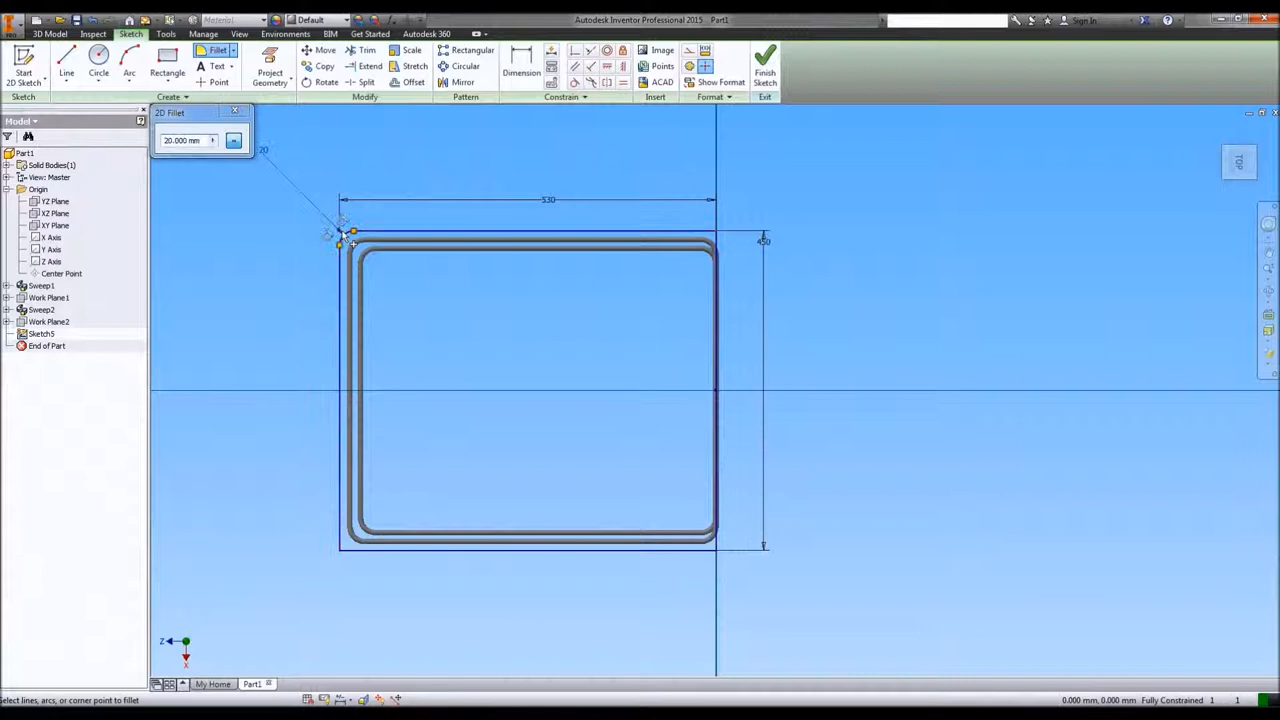 Material
Default
Autodesk Inventor Professional 2015 Part1
Sign In
PRO
3D Model Inspect Sketch Tools Manage View Environments BIM Get Started Autodesk 360
Start
2D Sketch
Line
Circle
Arc
Rectangle
Fillet
Text
Point
Project
Geometry
Move
Copy
Rotate
Trim
Extend
Split
Scale
Stretch
Offset
Rectangular
Circular
Mirror
Dimension
Image
Points
ACAD
Show Format
Finish
Sketch
Sketch Create Modify Pattern Constrain Insert Format Exit
Model
2D Fillet
20.000 mm
=
Part1
Solid Bodies(1)
View: Master
Origin
YZ Plane
XZ Plane
XY Plane
X Axis
Y Axis
Z Axis
Center Point
Sweep1
Work Plane1
Sweep2
Work Plane2
Sketch5
End of Part
20
530
450
TOP
Z
X
My Home Part1
Select lines, arcs, or corner point to fillet
0.000 mm, 0.000 mm Fully Constrained 1 1